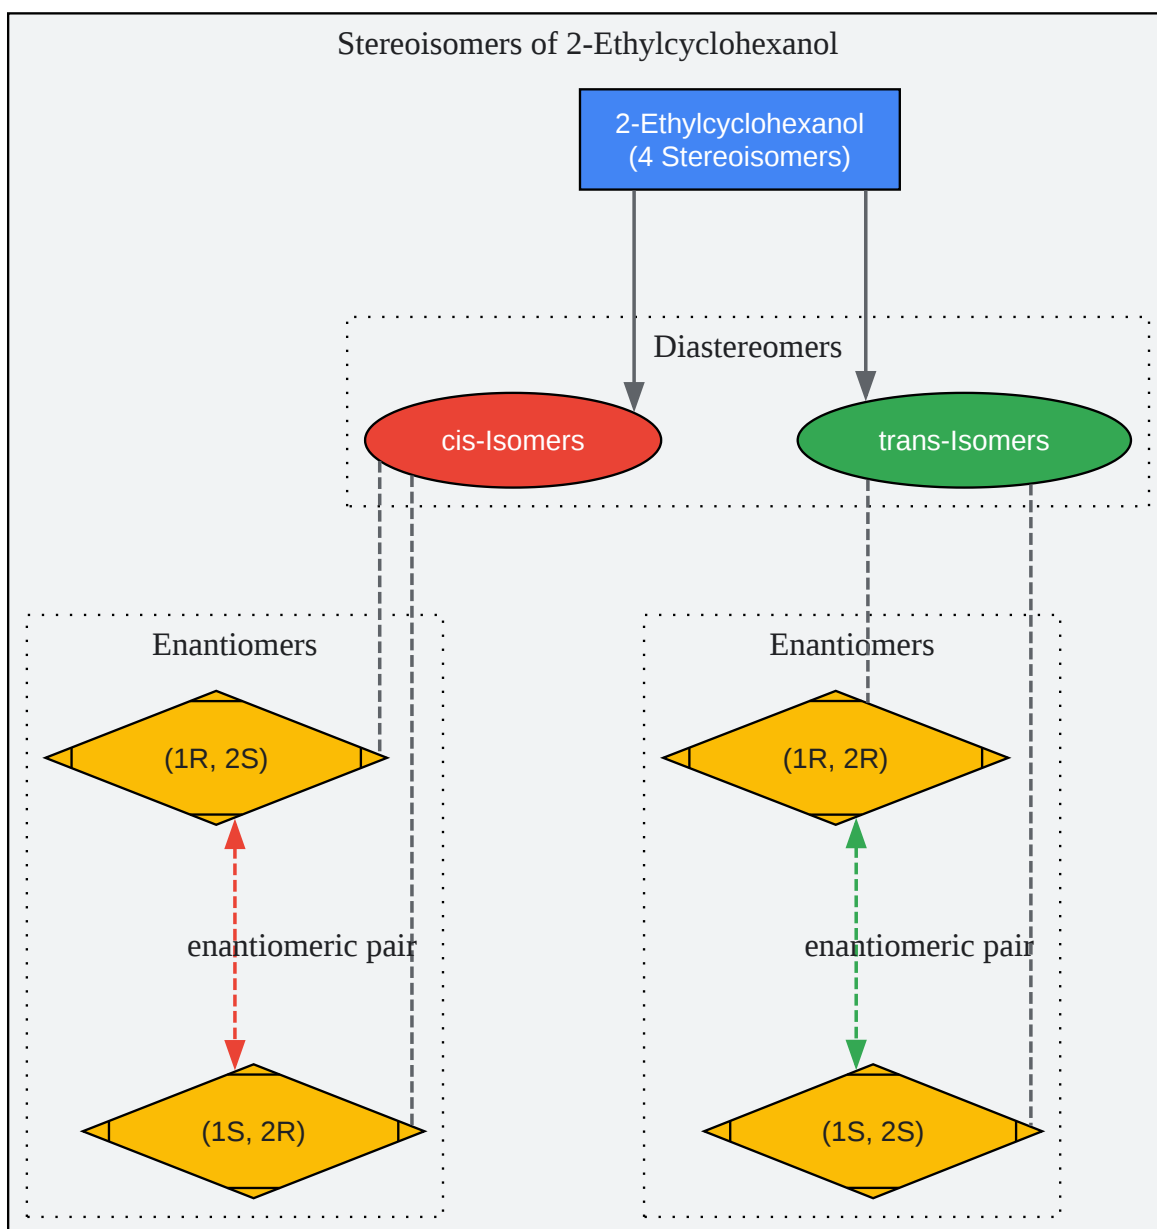 Stereoisomers of 2-Ethylcyclohexanol
2-Ethylcyclohexanol
(4 Stereoisomers)
Diastereomers
cis-Isomers
trans-Isomers
Enantiomers
Enantiomers
(1R, 2S)
(1R, 2R)
enantiomeric pair
enantiomeric pair
(1S, 2R)
(1S, 2S)